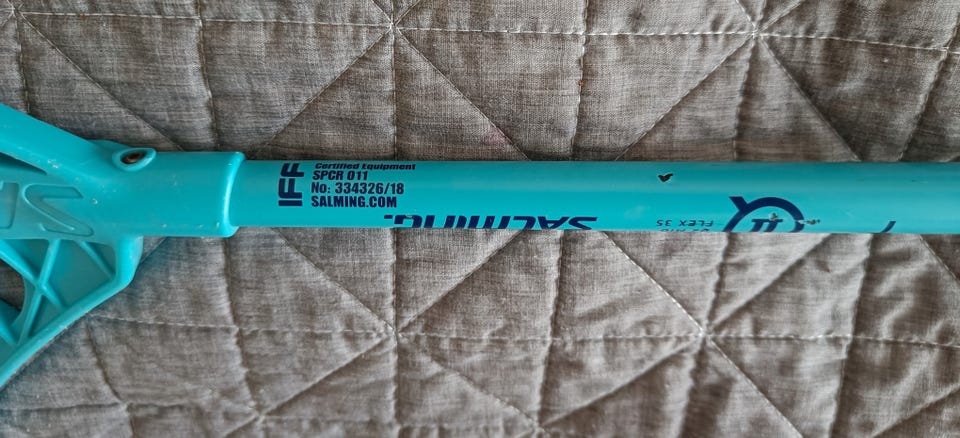 IFF
Certified Equipment
SPCR 011
No: 334326/18
SALMING.COM
SALMING.
FLEX 35